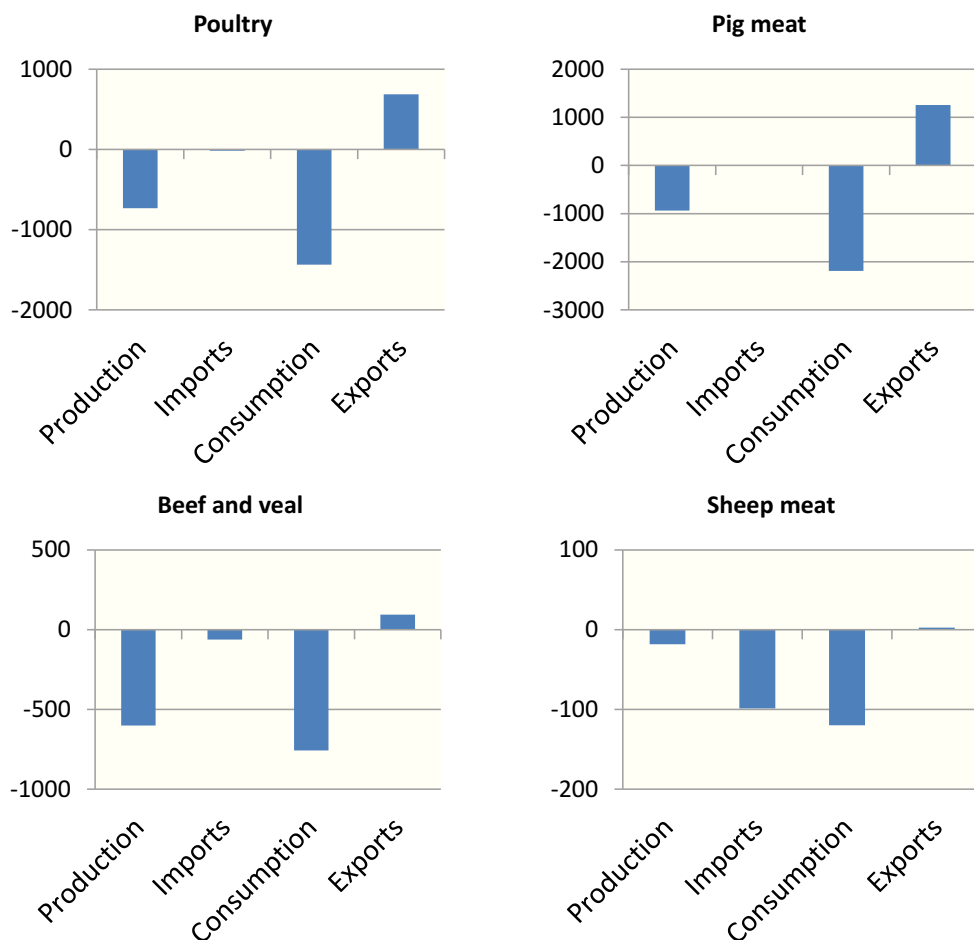 Poultry
1000
0
-1000
-2000
Production
Imports
Consumption
Exports
Pig meat
2000
1000
0
-1000
-2000
-3000
Production
Imports
Consumption
Exports
Beef and veal
500
0
-500
-1000
Production
Imports
Consumption
Exports
Sheep meat
100
0
-100
-200
Production
Imports
Consumption
Exports